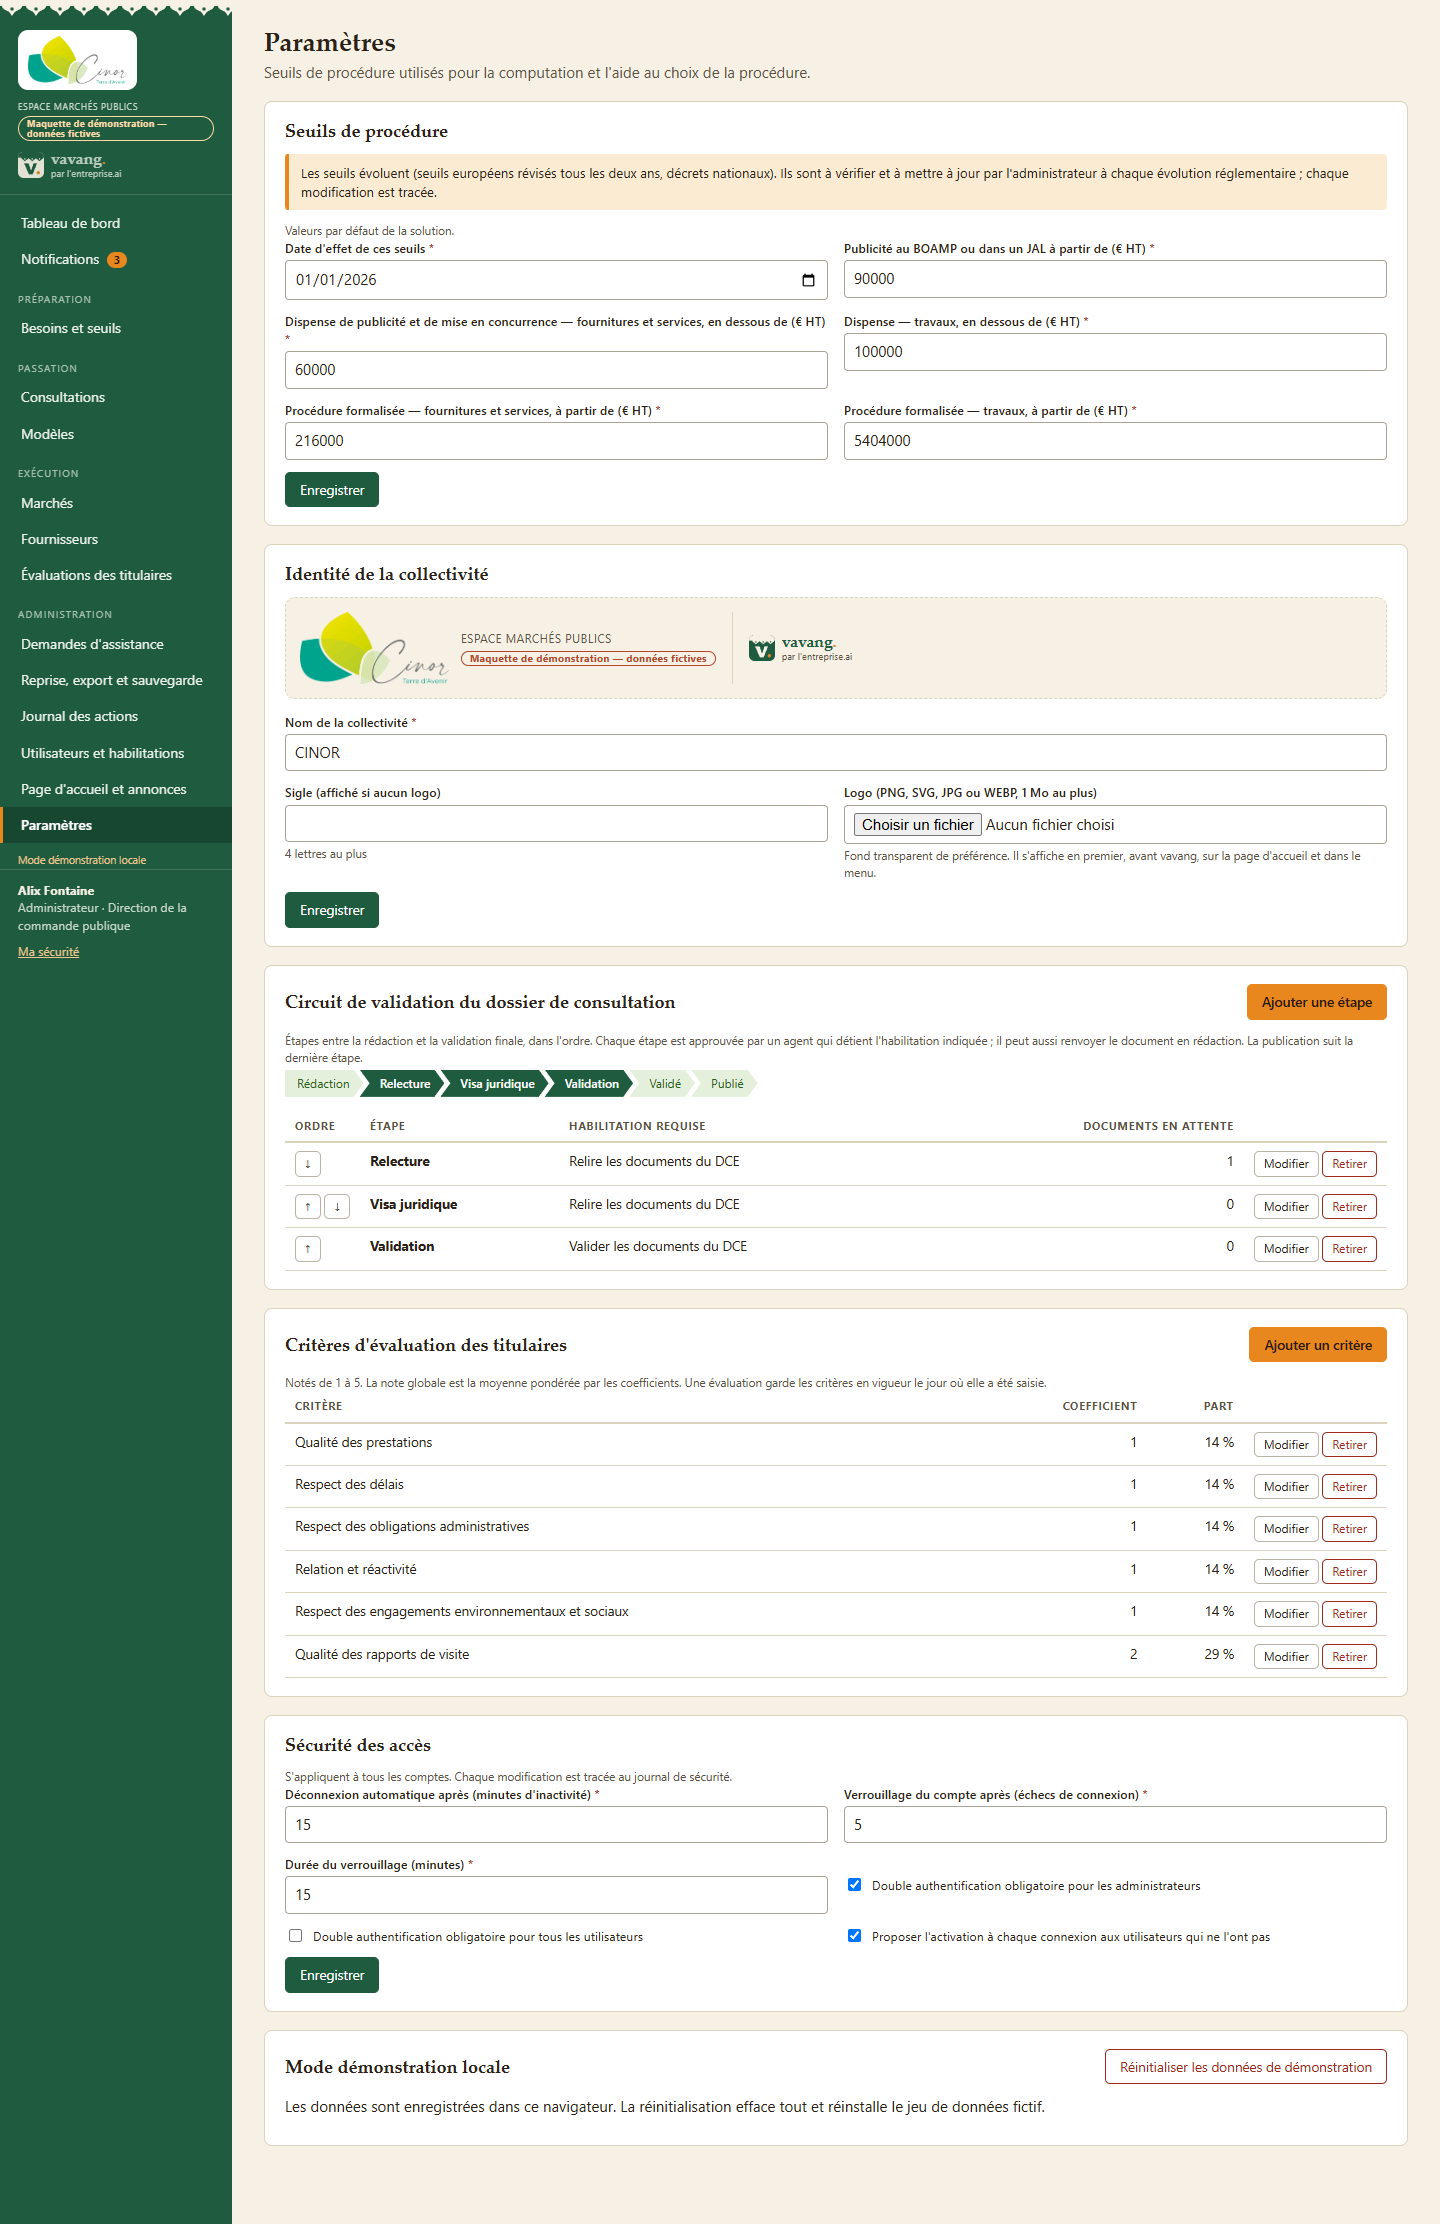 Cinor
Terre d'Avenir
ESPACE MARCHÉS PUBLICS
Maquette de démonstration —
données fictives
v.
vavang.
par l'entreprise.ai
Tableau de bord
Notifications 3
PRÉPARATION
Besoins et seuils
PASSATION
Consultations
Modèles
EXÉCUTION
Marchés
Fournisseurs
Évaluations des titulaires
ADMINISTRATION
Demandes d'assistance
Reprise, export et sauvegarde
Journal des actions
Utilisateurs et habilitations
Page d'accueil et annonces
Paramètres
Mode démonstration locale
Alix Fontaine
Administrateur · Direction de la
commande publique
Ma sécurité
Paramètres
Seuils de procédure utilisés pour la computation et l'aide au choix de la procédure.
Seuils de procédure
Les seuils évoluent (seuils européens révisés tous les deux ans, décrets nationaux). Ils sont à vérifier et à mettre à jour par l'administrateur à chaque évolution réglementaire ; chaque
modification est tracée.
Valeurs par défaut de la solution.
Date d'effet de ces seuils *
01/01/2026
Publicité au BOAMP ou dans un JAL à partir de (€ HT) *
90000
Dispense de publicité et de mise en concurrence — fournitures et services, en dessous de (€ HT)
*
60000
Dispense — travaux, en dessous de (€ HT) *
100000
Procédure formalisée — fournitures et services, à partir de (€ HT) *
216000
Procédure formalisée — travaux, à partir de (€ HT) *
5404000
Enregistrer
Identité de la collectivité
Cinor
Terre d'Avenir
ESPACE MARCHÉS PUBLICS
Maquette de démonstration — données fictives
v.
vavang.
par l'entreprise.ai
Nom de la collectivité *
CINOR
Sigle (affiché si aucun logo)
4 lettres au plus
Logo (PNG, SVG, JPG ou WEBP, 1 Mo au plus)
Choisir un fichier Aucun fichier choisi
Fond transparent de préférence. Il s'affiche en premier, avant vavang, sur la page d'accueil et dans le
menu.
Enregistrer
Circuit de validation du dossier de consultation
Ajouter une étape
Étapes entre la rédaction et la validation finale, dans l'ordre. Chaque étape est approuvée par un agent qui détient l'habilitation indiquée ; il peut aussi renvoyer le document en rédaction. La publication suit la
dernière étape.
Rédaction Relecture Visa juridique Validation Validé Publié
ORDRE ÉTAPE HABILITATION REQUISE DOCUMENTS EN ATTENTE
↓ Relecture Relire les documents du DCE 1 Modifier Retirer
↑ ↓ Visa juridique Relire les documents du DCE 0 Modifier Retirer
↑ Validation Valider les documents du DCE 0 Modifier Retirer
Critères d'évaluation des titulaires
Ajouter un critère
Notés de 1 à 5. La note globale est la moyenne pondérée par les coefficients. Une évaluation garde les critères en vigueur le jour où elle a été saisie.
CRITÈRE COEFFICIENT PART
Qualité des prestations 1 14 % Modifier Retirer
Respect des délais 1 14 % Modifier Retirer
Respect des obligations administratives 1 14 % Modifier Retirer
Relation et réactivité 1 14 % Modifier Retirer
Respect des engagements environnementaux et sociaux 1 14 % Modifier Retirer
Qualité des rapports de visite 2 29 % Modifier Retirer
Sécurité des accès
S'appliquent à tous les comptes. Chaque modification est tracée au journal de sécurité.
Déconnexion automatique après (minutes d'inactivité) *
15
Verrouillage du compte après (échecs de connexion) *
5
Durée du verrouillage (minutes) *
15
Double authentification obligatoire pour les administrateurs
Double authentification obligatoire pour tous les utilisateurs
Proposer l'activation à chaque connexion aux utilisateurs qui ne l'ont pas
Enregistrer
Mode démonstration locale
Réinitialiser les données de démonstration
Les données sont enregistrées dans ce navigateur. La réinitialisation efface tout et réinstalle le jeu de données fictif.